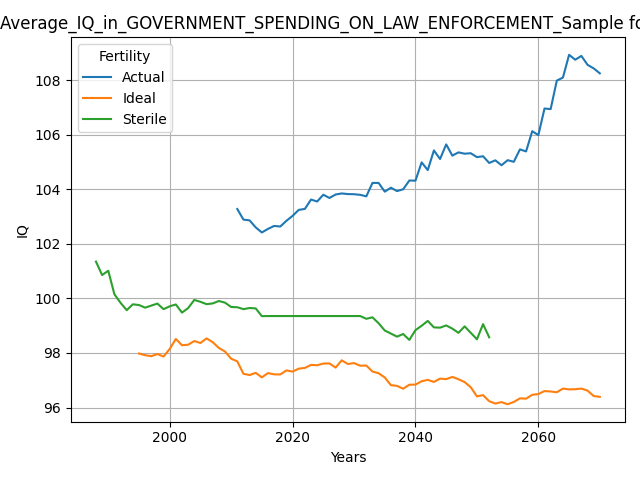 Average_IQ_in_GOVERNMENT_SPENDING_ON_LAW_ENFORCEMENT_Sample fo
Fertility
Actual
Ideal
Sterile
108
106
104
102
100
98
96
IQ
2000 2020 2040 2060
Years